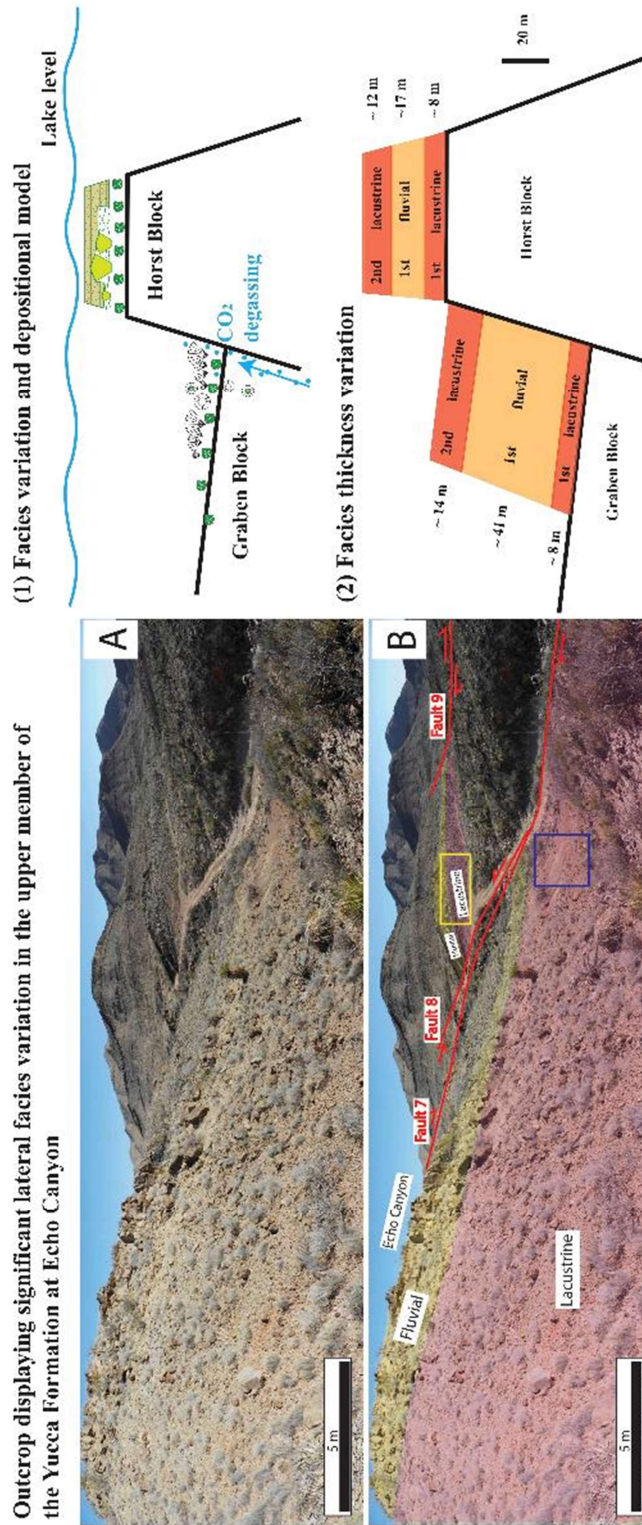 Outcrop displaying significant lateral facies variation in the upper member of
the Yucca Formation at Echo Canyon
A
5 m
B
Echo Canyon
Fault 7
Fault 8
Fault 9
Fluvial
Fluvial
Lacustrine
Lacustrine
5 m
(1) Facies variation and depositional model
Lake level
Horst Block
Graben Block
CO2
degassing
(2) Facies thickness variation
2nd lacustrine
1st fluvial
1st lacustrine
~ 12 m
~17 m
~ 8 m
~ 14 m
~ 41 m
~ 8 m
2nd lacustrine
1st fluvial
1st lacustrine
Horst Block
Graben Block
20 m